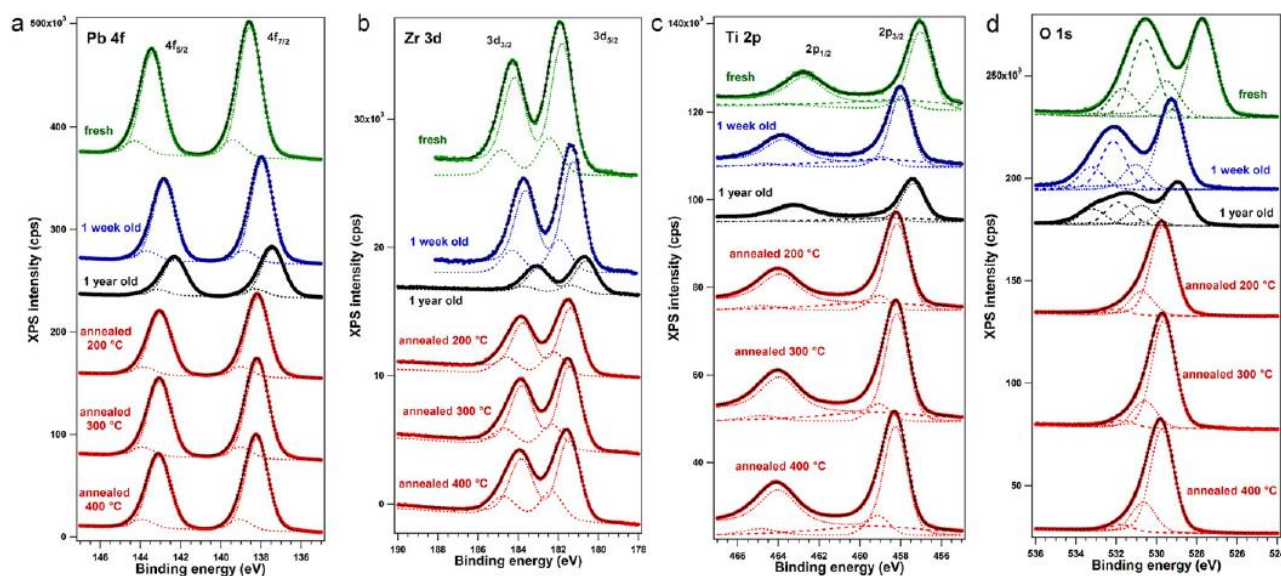 a
Pb 4f
4f5/2
4f7/2
fresh
1 week old
1 year old
annealed
200 °C
annealed
300 °C
annealed
400 °C
500x10³
400
300
200
100
0
XPS intensity (cps)
146
142
138
Binding energy (eV)
b
Zr 3d
3d3/2
3d5/2
fresh
1 week old
1 year old
annealed 200 °C
annealed 300 °C
annealed 400 °C
30x10³
20
10
0
XPS intensity (cps)
190
188
186
184
182
180
178
Binding energy (eV)
c
Ti 2p
2p1/2
2p3/2
fresh
1 week old
1 year old
annealed 200 °C
annealed 300 °C
annealed 400 °C
140x10³
120
100
80
60
40
XPS intensity (cps)
466
464
462
460
458
456
Binding energy (eV)
d
O 1s
fresh
1 week old
1 year old
annealed
200 °C
annealed 300 °C
annealed 400 °C
250x10³
200
150
100
50
XPS intensity (cps)
536
534
532
530
528
526
524
Binding energy (eV)